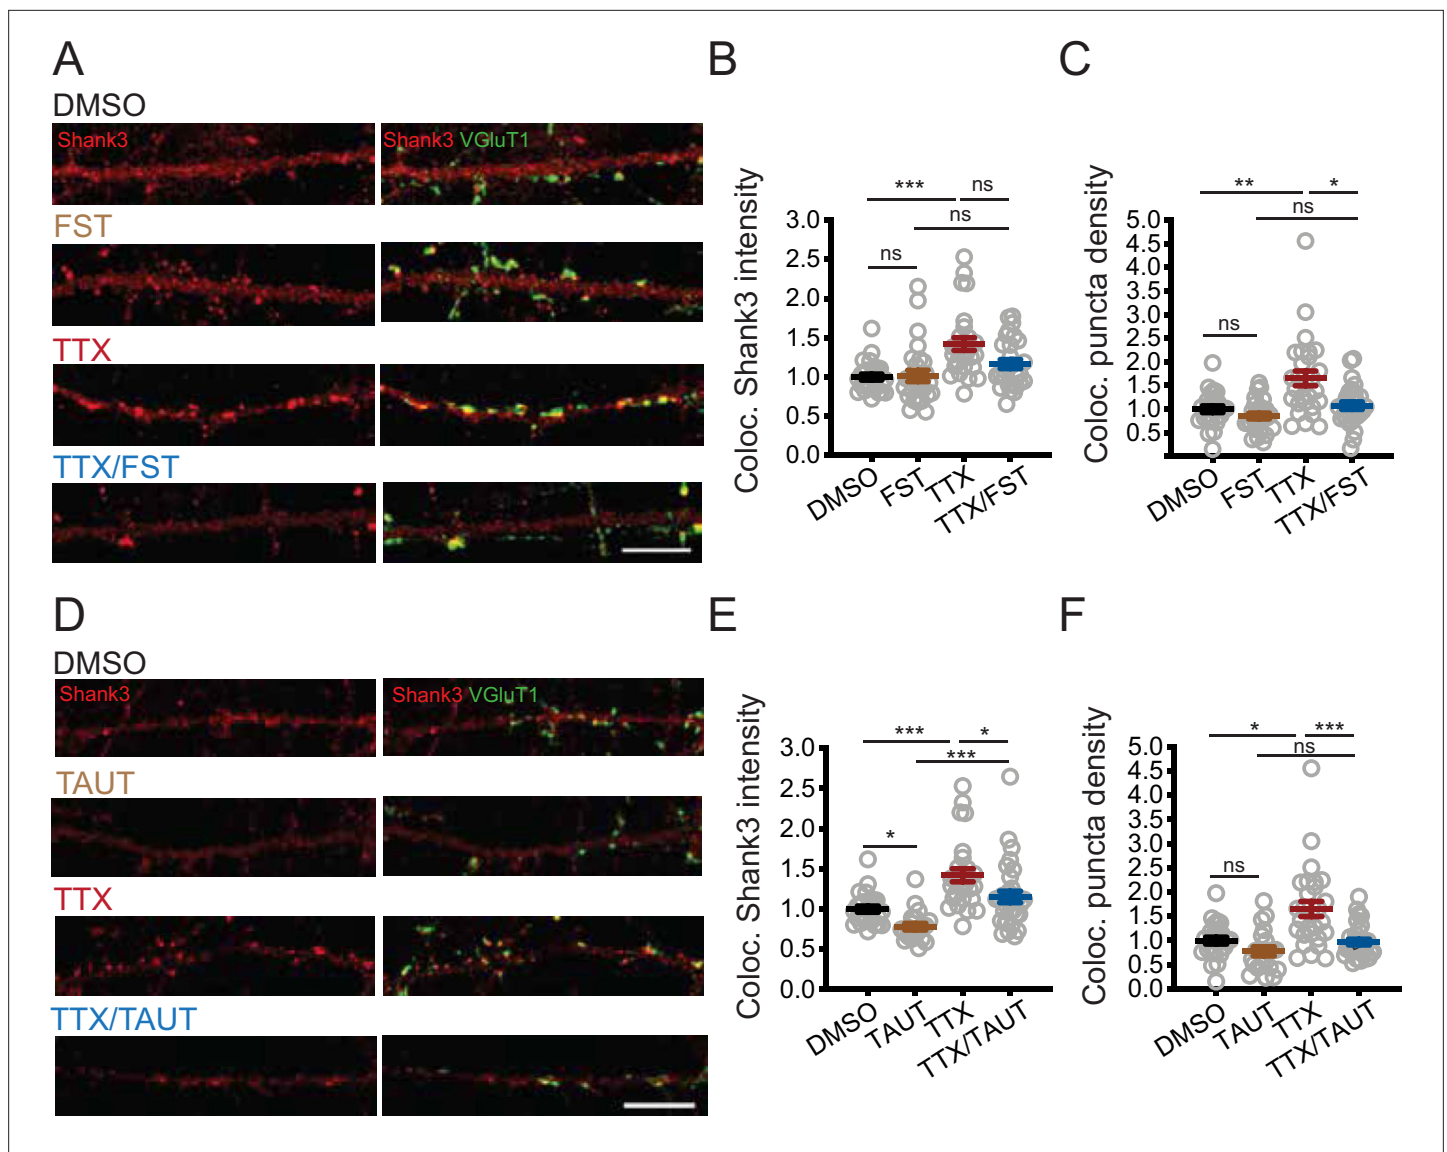 A
DMSO
Shank3
Shank3 VGluT1
FST
TTX
TTX/FST
B
Coloc. Shank3 intensity
*** ns
ns
ns
3.0
2.5
2.0
1.5
1.0
0.5
0.0
DMSO
FST
TTX
TTX/FST
C
Coloc. puncta density
** *
ns
ns
5.0
4.5
4.0
3.5
3.0
2.5
2.0
1.5
1.0
0.5
DMSO
FST
TTX
TTX/FST
D
DMSO
Shank3
Shank3 VGluT1
TAUT
TTX
TTX/TAUT
E
Coloc. Shank3 intensity
*** *
***
*
3.0
2.5
2.0
1.5
1.0
0.5
0.0
DMSO
TAUT
TTX
TTX/TAUT
F
Coloc. puncta density
* ***
ns
ns
5.0
4.5
4.0
3.5
3.0
2.5
2.0
1.5
1.0
0.5
0.0
DMSO
TAUT
TTX
TTX/TAUT